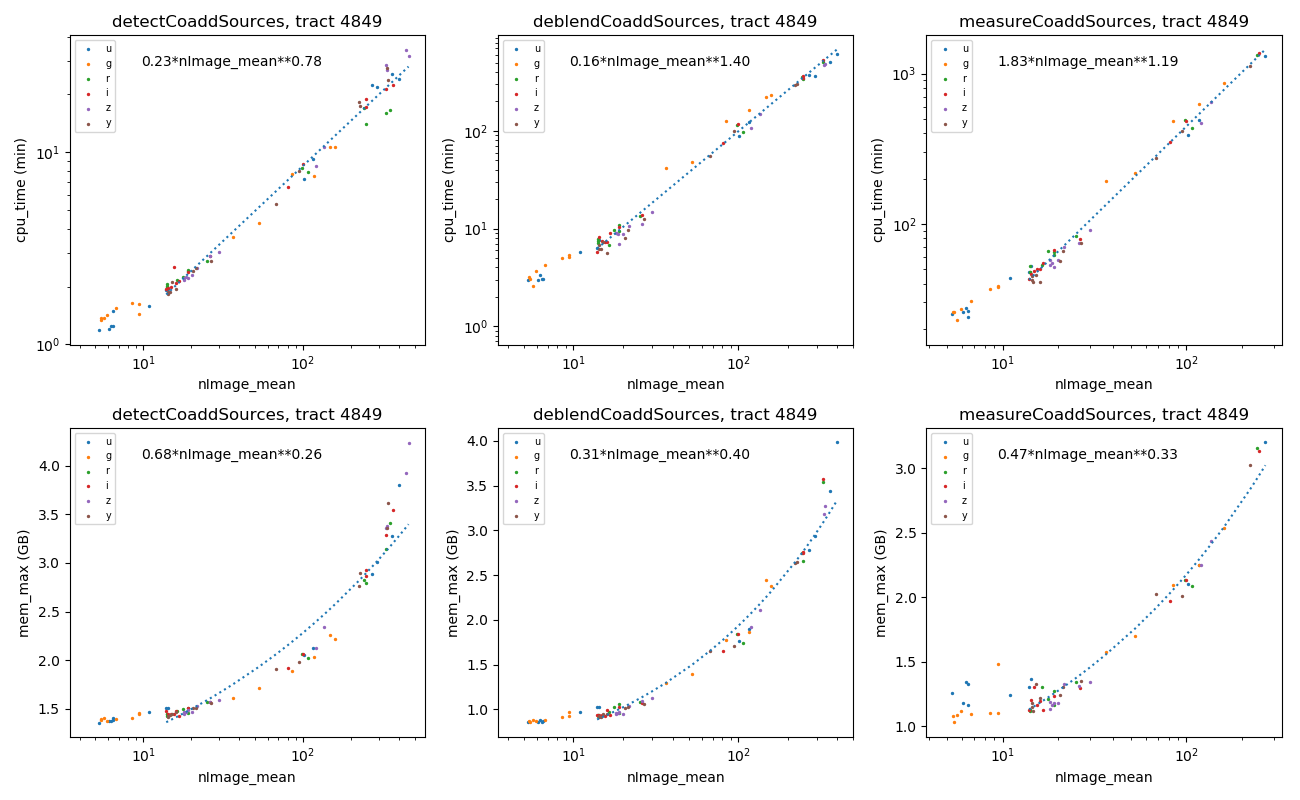 detectCoaddSources, tract 4849
0.23*nImage_mean**0.78
u
g
r
i
z
y
cpu_time (min)
10¹
10⁰
10¹
10²
nImage_mean
deblendCoaddSources, tract 4849
0.16*nImage_mean**1.40
u
g
r
i
z
y
cpu_time (min)
10²
10¹
10⁰
10¹
10²
nImage_mean
measureCoaddSources, tract 4849
1.83*nImage_mean**1.19
u
g
r
i
z
y
cpu_time (min)
10³
10²
10¹
10²
nImage_mean
detectCoaddSources, tract 4849
0.68*nImage_mean**0.26
u
g
r
i
z
y
mem_max (GB)
4.0
3.5
3.0
2.5
2.0
1.5
10¹
10²
nImage_mean
deblendCoaddSources, tract 4849
0.31*nImage_mean**0.40
u
g
r
i
z
y
mem_max (GB)
4.0
3.5
3.0
2.5
2.0
1.5
1.0
10¹
10²
nImage_mean
measureCoaddSources, tract 4849
0.47*nImage_mean**0.33
u
g
r
i
z
y
mem_max (GB)
3.0
2.5
2.0
1.5
1.0
10¹
10²
nImage_mean